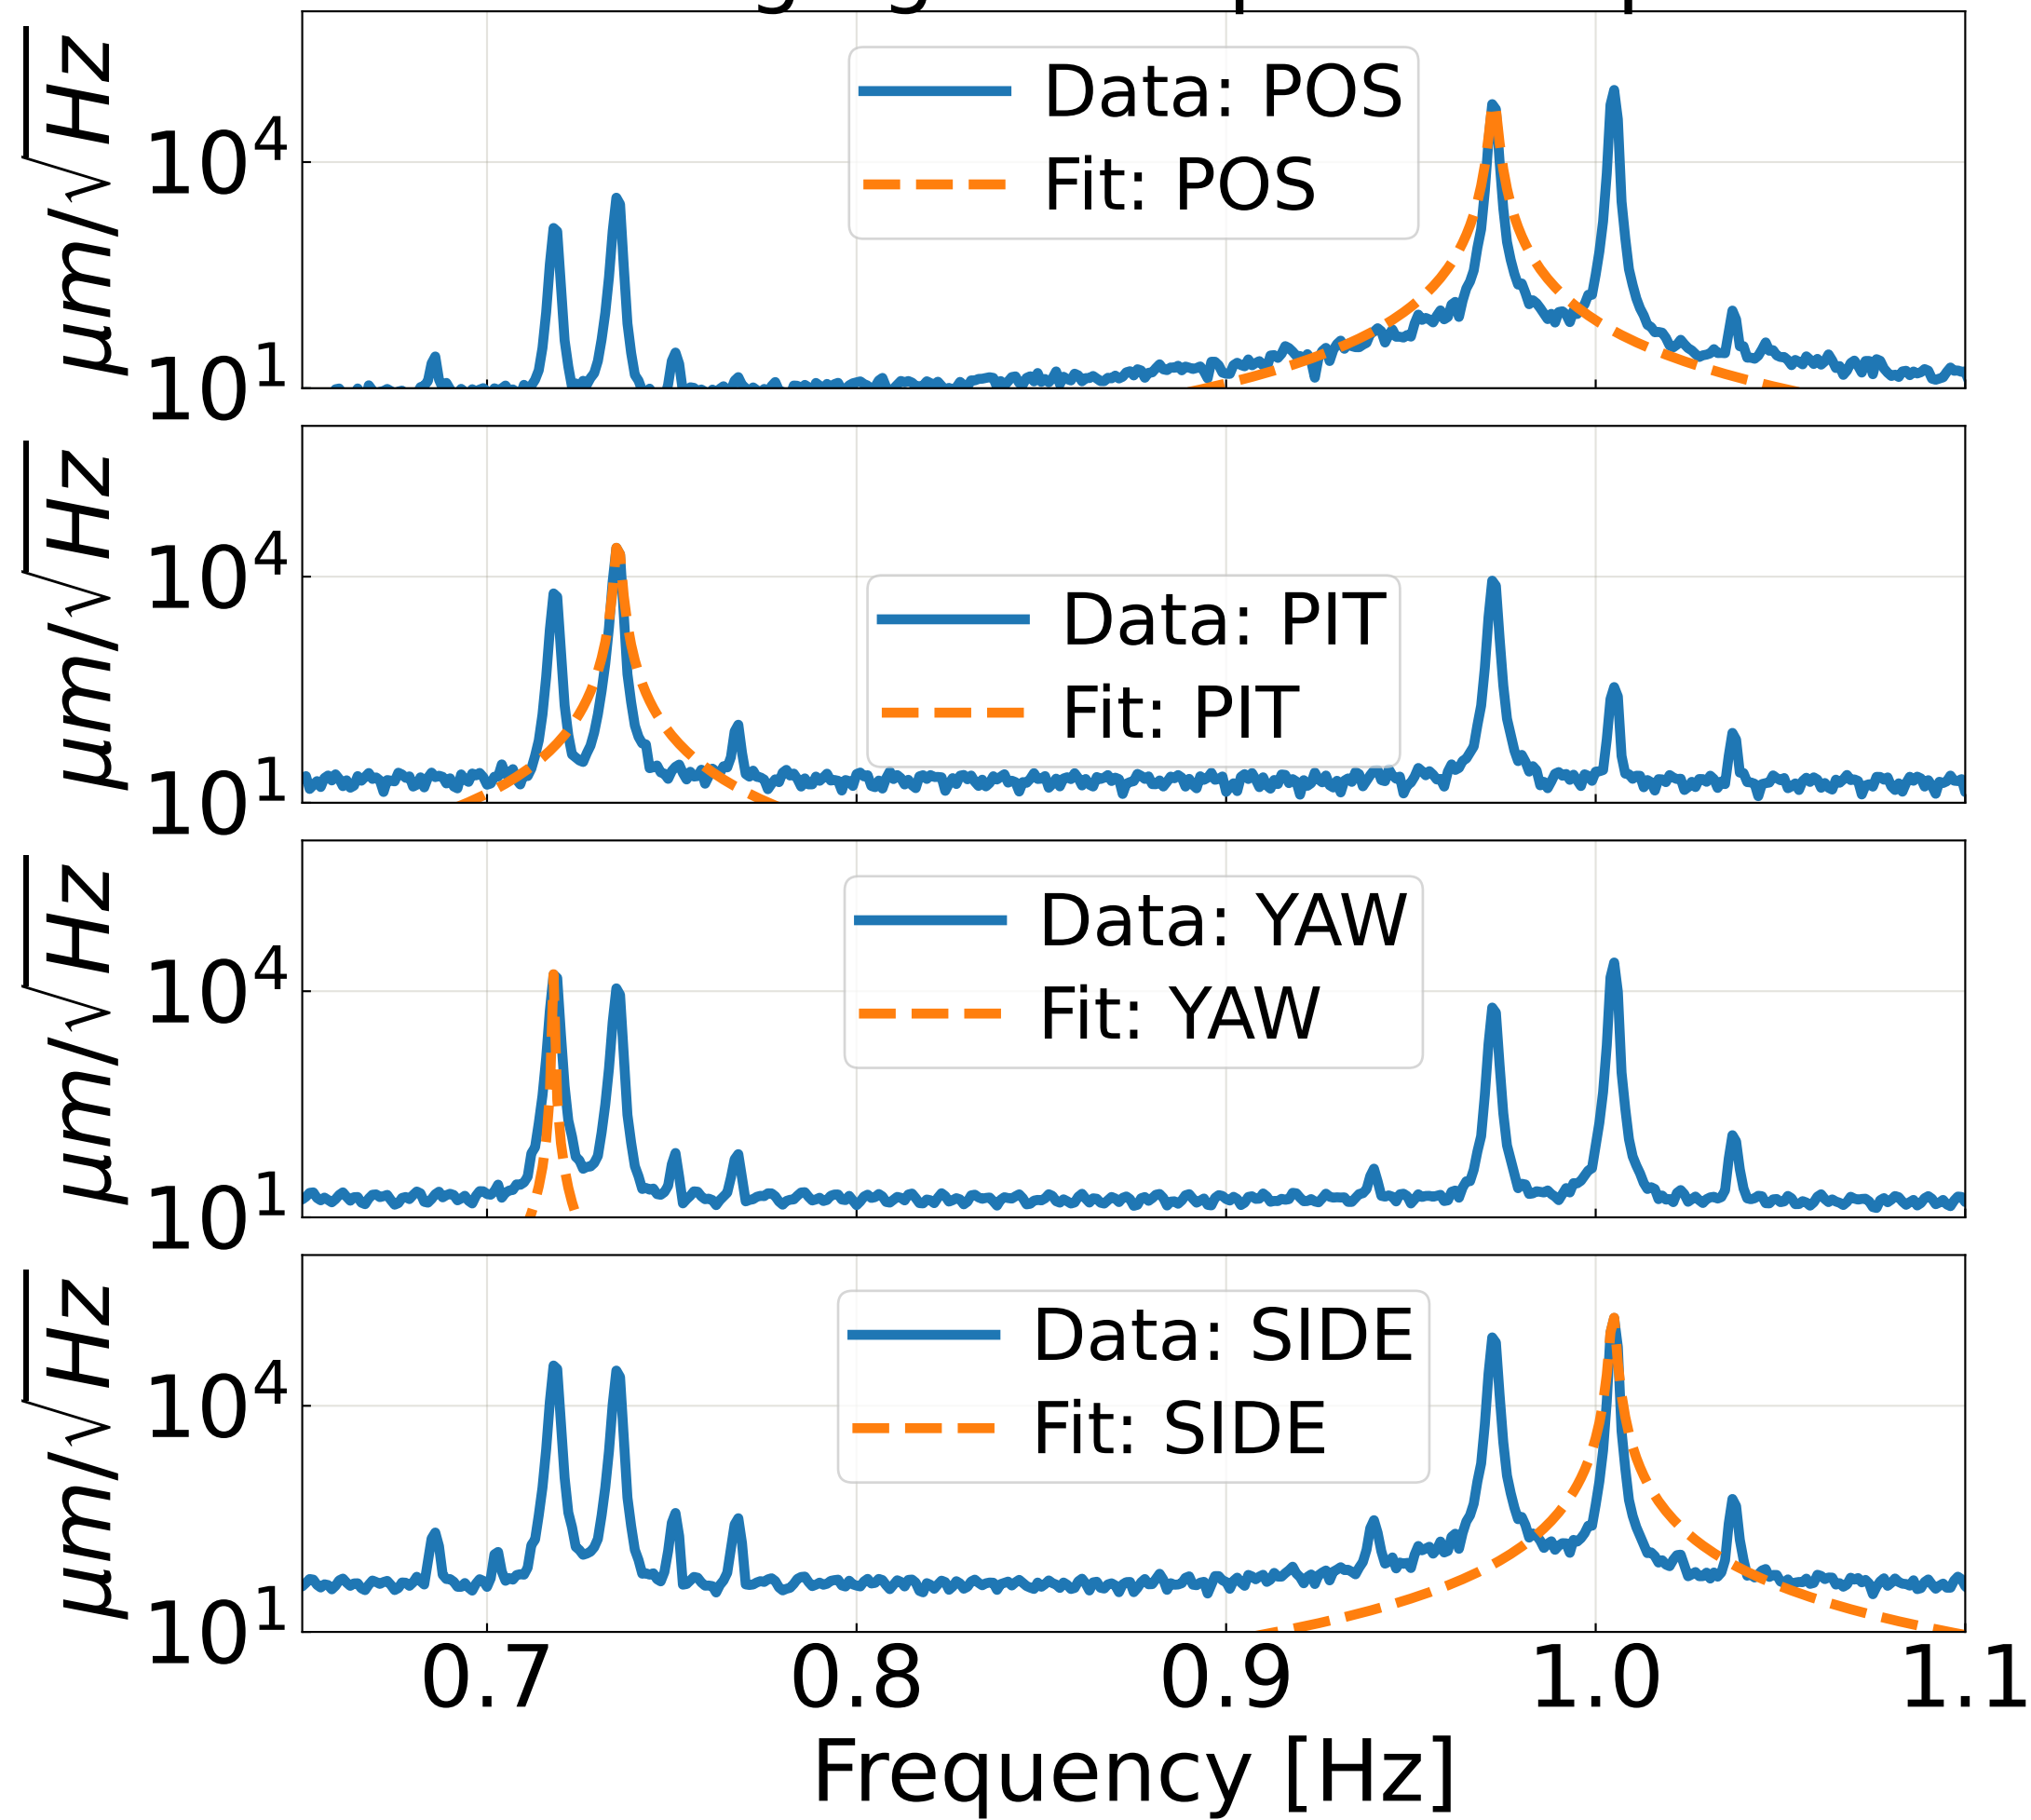 μm/√Hz
10⁴
10¹
Data: POS
Fit: POS
μm/√Hz
10⁴
10¹
Data: PIT
Fit: PIT
μm/√Hz
10⁴
10¹
Data: YAW
Fit: YAW
μm/√Hz
10⁴
10¹
Data: SIDE
Fit: SIDE
0.7 0.8 0.9 1.0 1.1
Frequency [Hz]